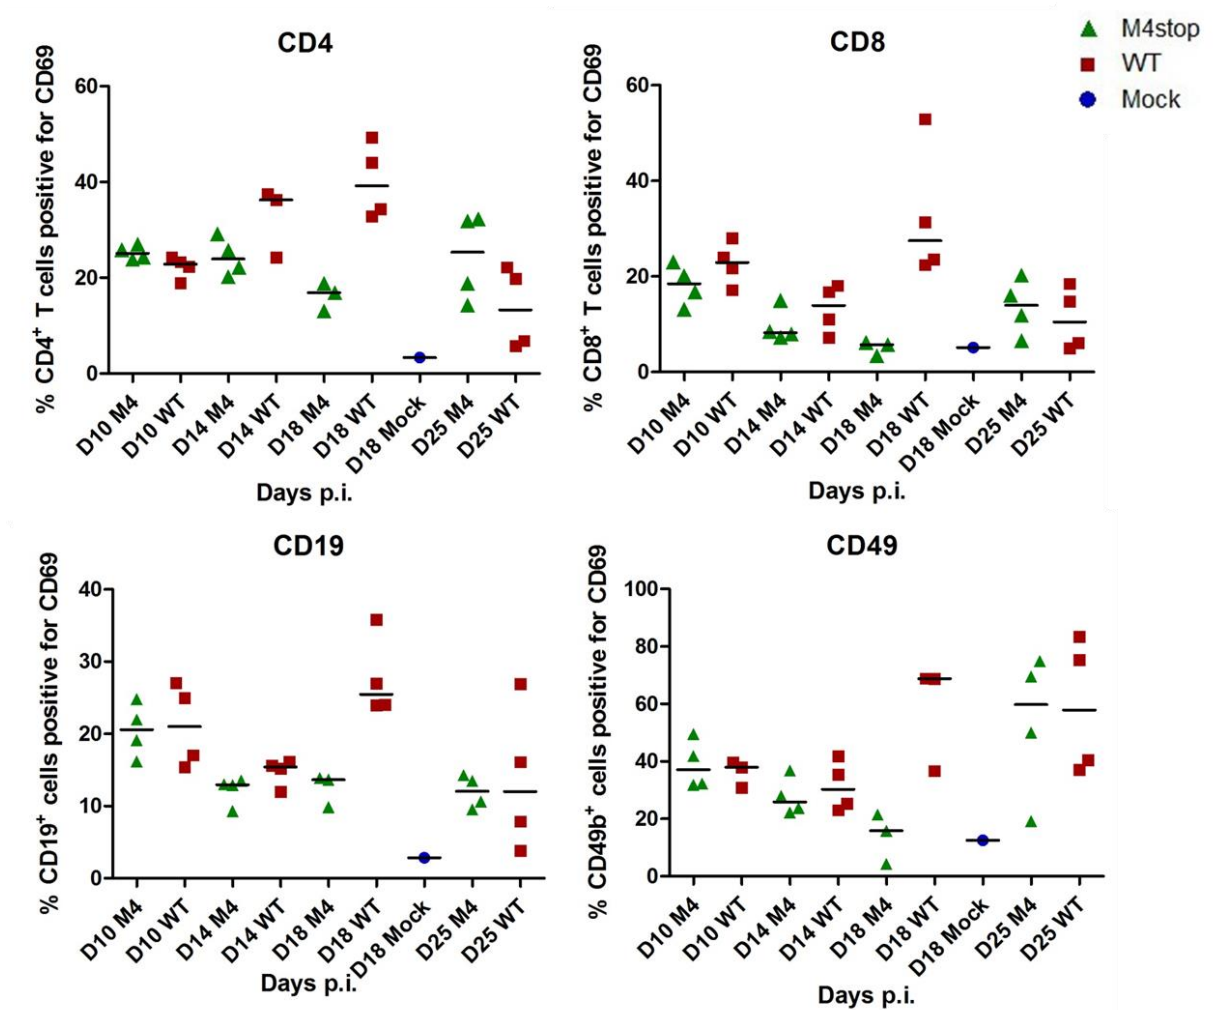 M4stop
WT
Mock
CD4
% CD4⁺ T cells positive for CD69
60
40
20
0
D10 M4
D10 WT
D14 M4
D14 WT
D18 M4
D18 WT
D18 Mock
D25 M4
D25 WT
Days p.i.
CD8
% CD8⁺ T cells positive for CD69
60
40
20
0
D10 M4
D10 WT
D14 M4
D14 WT
D18 M4
D18 WT
D18 Mock
D25 M4
D25 WT
Days p.i.
CD19
% CD19⁺ cells positive for CD69
40
30
20
10
0
D10 M4
D10 WT
D14 M4
D14 WT
D18 M4
D18 WT
D18 Mock
D25 M4
D25 WT
Days p.i.
CD49
% CD49b⁺ cells positive for CD69
100
80
60
40
20
0
D10 M4
D10 WT
D14 M4
D14 WT
D18 M4
D18 WT
D18 Mock
D25 M4
D25 WT
Days p.i.